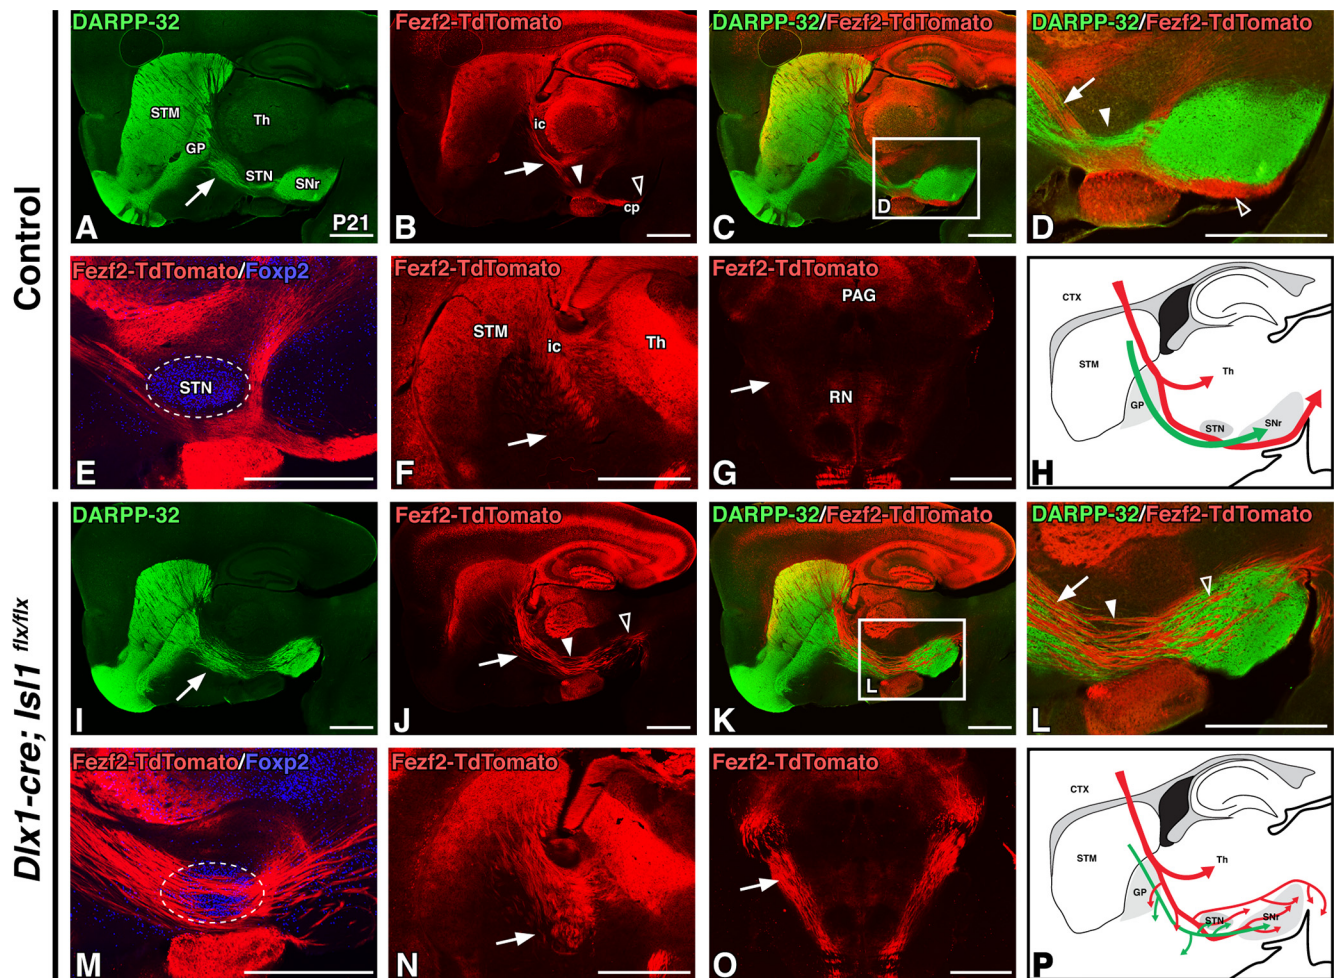 Control
DARPP-32
STM
Th
GP
STN
SNr
A
P21
Fezf2-TdTomato
ic
cp
B
DARPP-32/Fezf2-TdTomato
D
C
DARPP-32/Fezf2-TdTomato
D
Fezf2-TdTomato/Foxp2
STN
E
Fezf2-TdTomato
STM
ic
Th
F
Fezf2-TdTomato
PAG
RN
G
CTX
STM
Th
GP
STN
SNr
H
Dlx1-cre; Isl1 flx/flx
DARPP-32
I
Fezf2-TdTomato
J
DARPP-32/Fezf2-TdTomato
L
K
DARPP-32/Fezf2-TdTomato
L
Fezf2-TdTomato/Foxp2
M
Fezf2-TdTomato
N
Fezf2-TdTomato
O
CTX
STM
Th
GP
STN
SNr
P